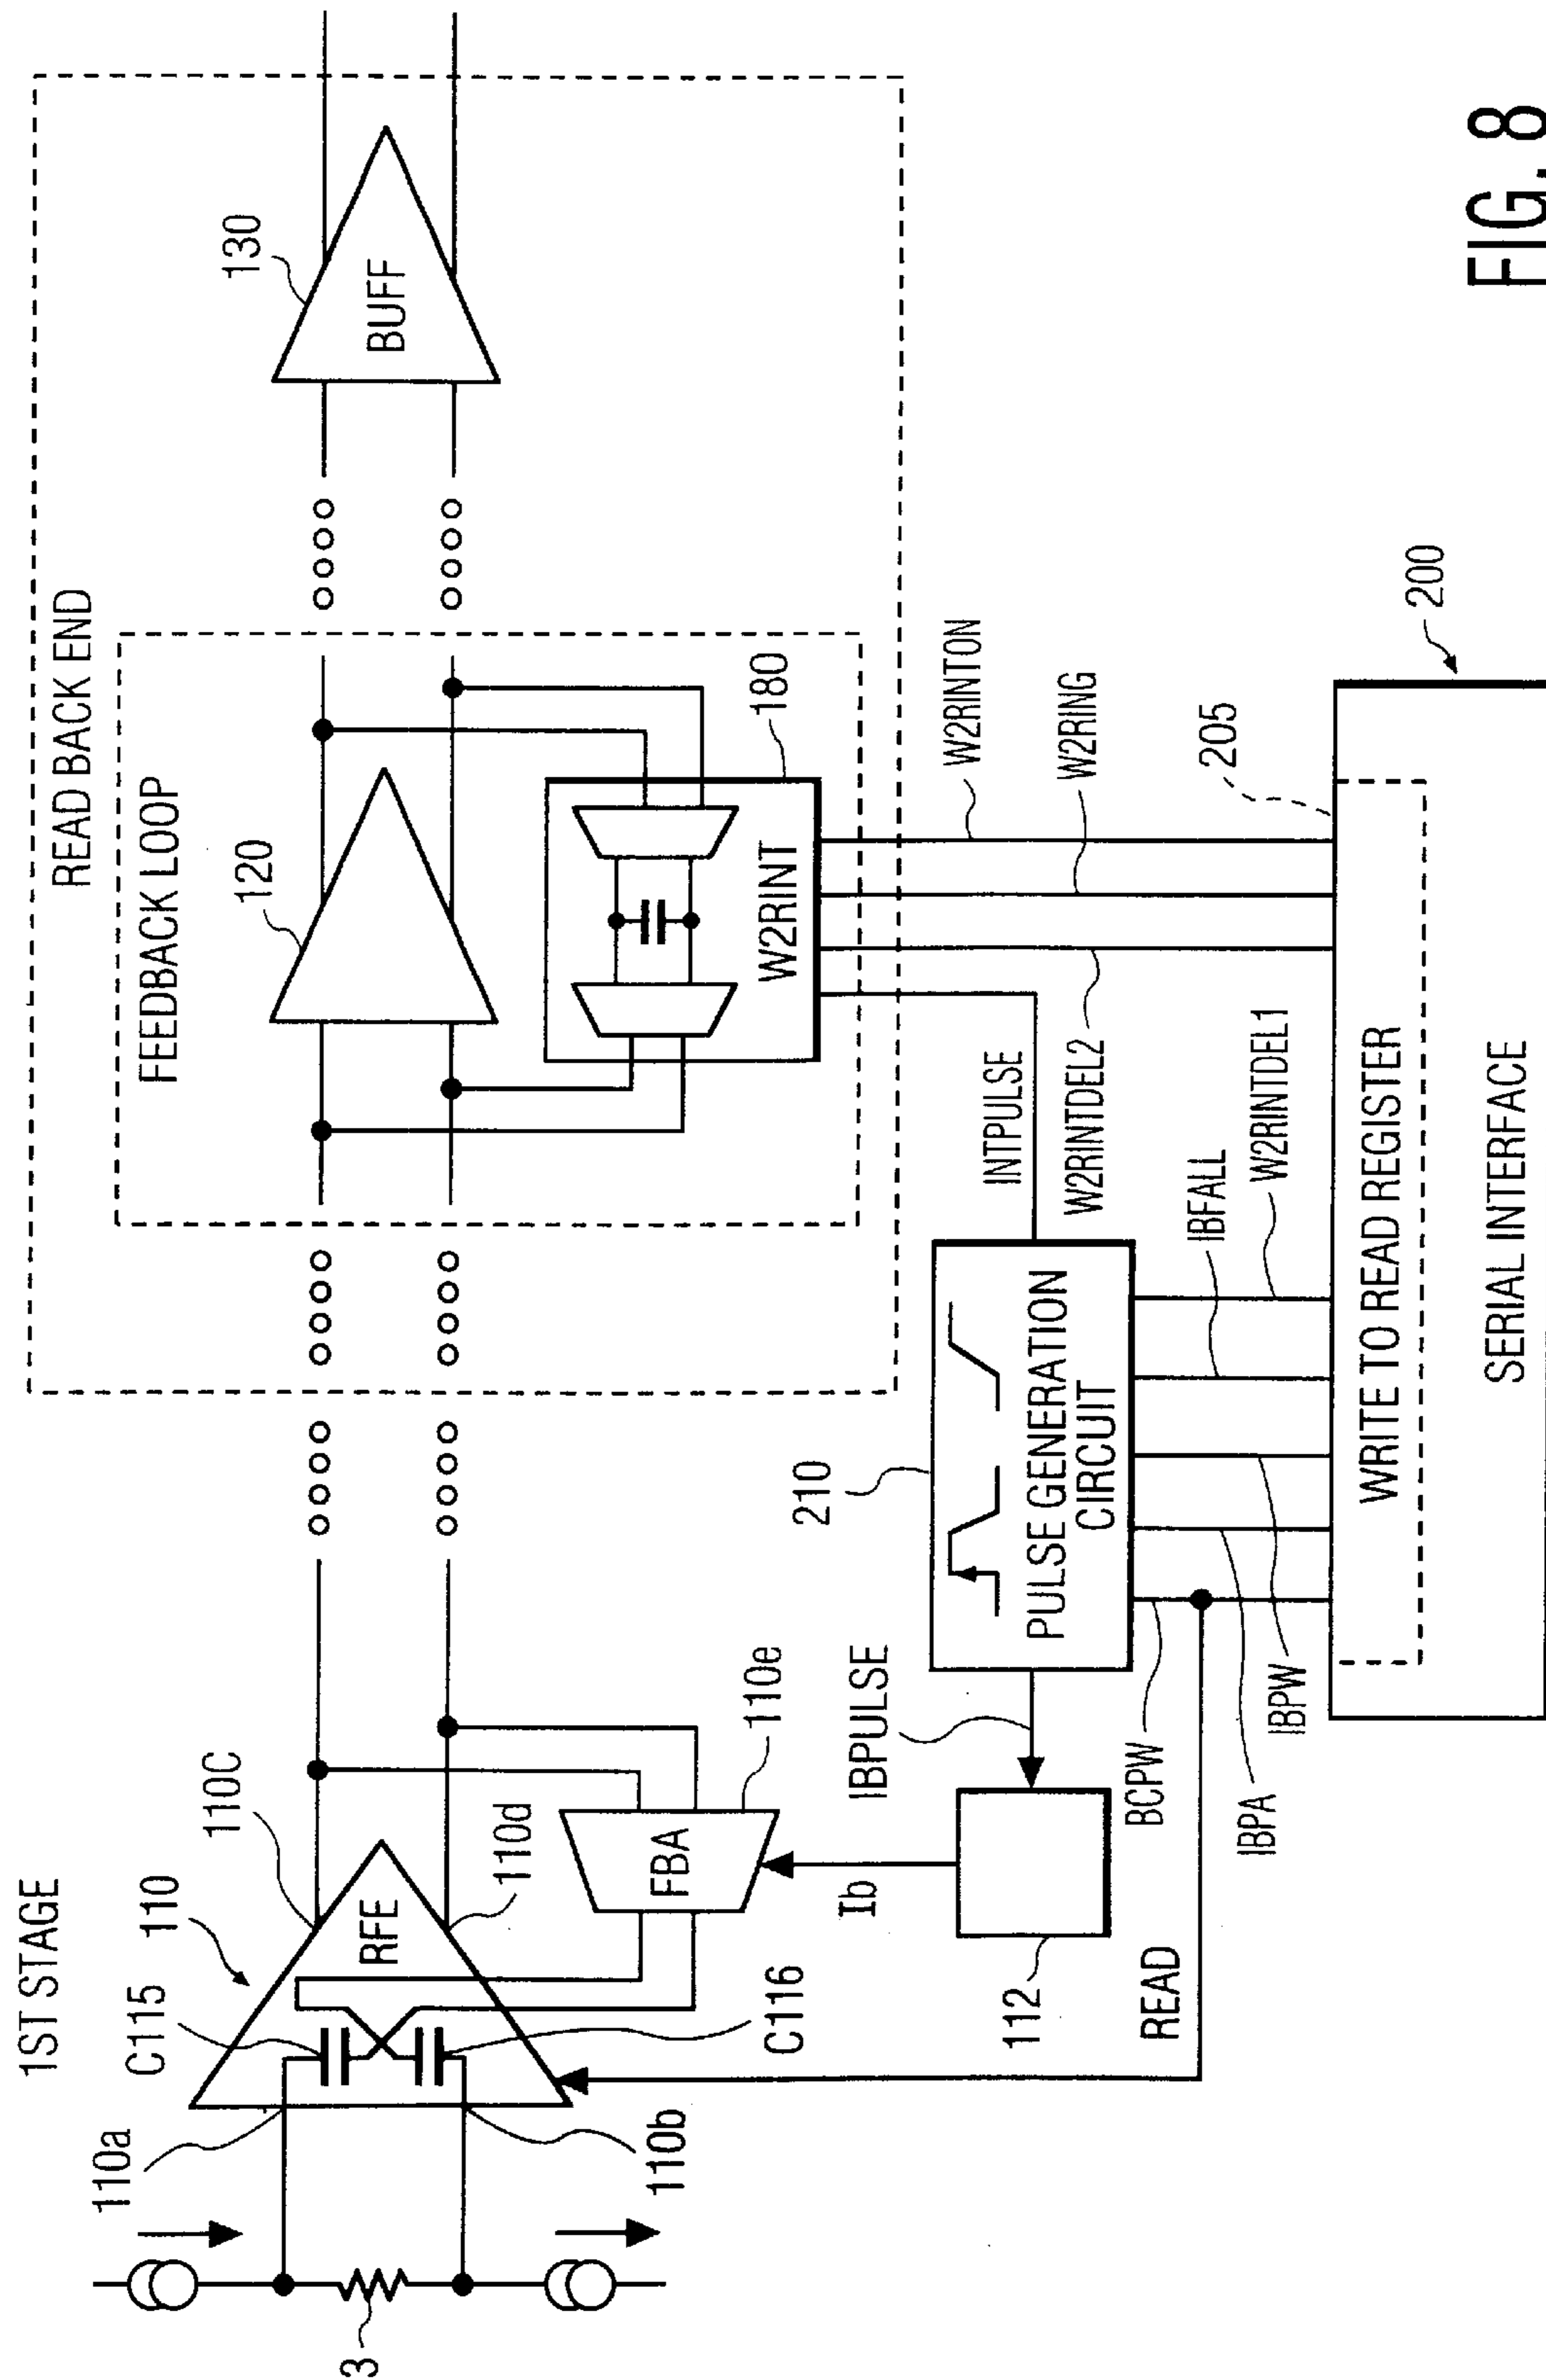 1ST STAGE
READ BACK END
FEEDBACK LOOP
110
110C
C115
110a
RFE
120
130
BUFF
3
110b
C116
110d
FBA
110e
180
W2RINT
Ib
112
IBPULSE
210
PULSE GENERATION
CIRCUIT
INTPULSE
W2RINTDEL2
W2RING
W2RINTON
READ
BCPW
IBPA
IBPW
IBFALL
W2RINTDEL1
205
200
WRITE TO READ REGISTER
SERIAL INTERFACE
FIG. 8